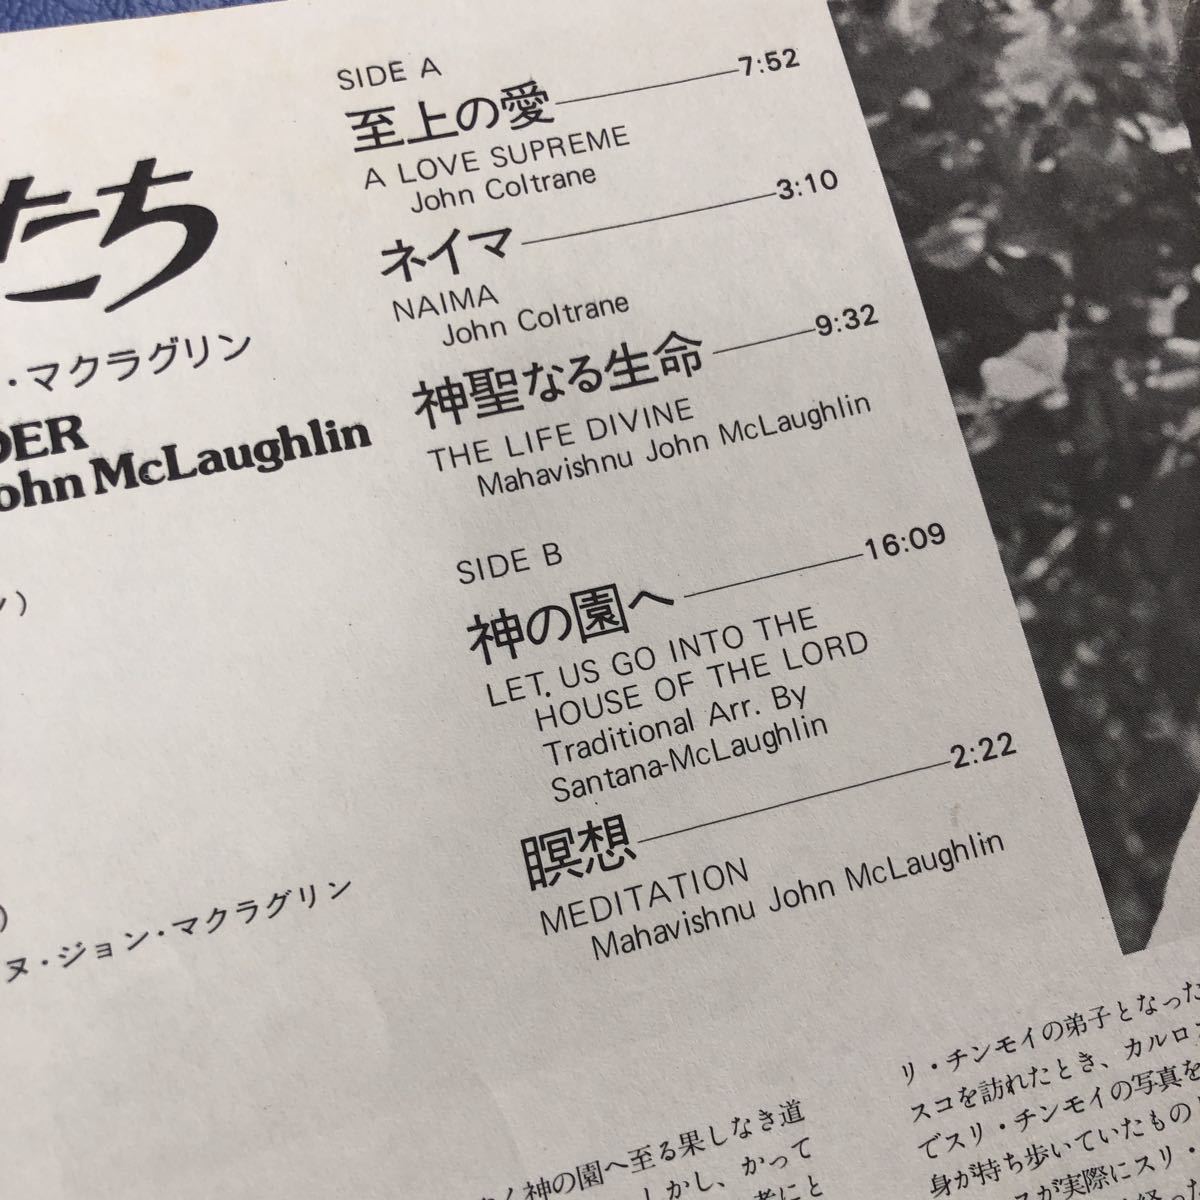 たち
・マクラグリン
DER
John McLaughlin
ン)
)
ヌ・ジョン・マクラグリン
SIDE A
至上の愛 7:52
A LOVE SUPREME
John Coltrane
ネイマ 3:10
NAIMA
John Coltrane
神聖なる生命 9:32
THE LIFE DIVINE
Mahavishnu John McLaughlin
SIDE B
神の園へ 16:09
LET. US GO INTO THE
HOUSE OF THE LORD
Traditional Arr. By
Santana-McLaughlin
瞑想 2:22
MEDITATION
Mahavishnu John McLaughlin
神の園へ至る果しなき道
しかし、かって
者にと
リ・チンモイの弟子となった
スコを訪れたとき、カルロス
でスリ・チンモイの写真を
身が持ち歩いていたもの
スが実際にスリ・